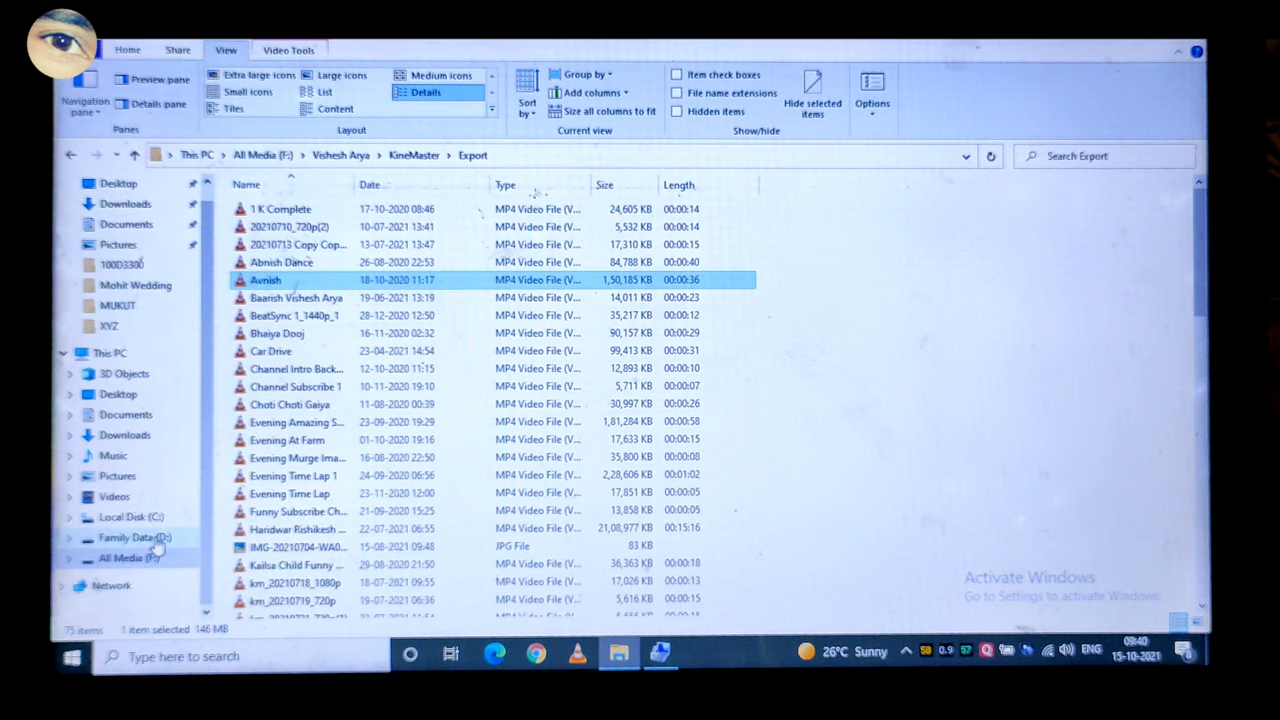 Home Share View Video Tools
Navigation pane
Preview pane
Details pane
Panes
Extra large icons Large icons Medium icons
Small icons List Details
Tiles Content
Layout
Sort by
Group by
Add columns
Size all columns to fit
Current view
Item check boxes
File name extensions
Hidden items
Hide selected items
Show/hide
Options
This PC > All Media (F:) > Vishesh Arya > KineMaster > Export
Search Export
Desktop
Downloads
Documents
Pictures
100D3300
Mohit Wedding
MUKUT
XYZ
This PC
3D Objects
Desktop
Documents
Downloads
Music
Pictures
Videos
Local Disk (C:)
Family Data (D:)
All Media (F:)
Network
Name Date Type Size Length
1 K Complete 17-10-2020 08:46 MP4 Video File (V... 24,605 KB 00:00:14
20210710_720p(2) 10-07-2021 13:41 MP4 Video File (V... 5,532 KB 00:00:14
20210713 Copy Cop... 13-07-2021 13:47 MP4 Video File (V... 17,310 KB 00:00:15
Abnish Dance 26-08-2020 22:53 MP4 Video File (V... 84,788 KB 00:00:40
Avnish 18-10-2020 11:17 MP4 Video File (V... 1,50,185 KB 00:00:36
Baarish Vishesh Arya 19-06-2021 13:19 MP4 Video File (V... 14,011 KB 00:00:23
BeatSync 1_1440p_1 28-12-2020 12:50 MP4 Video File (V... 35,217 KB 00:00:12
Bhaiya Dooj 16-11-2020 02:32 MP4 Video File (V... 90,157 KB 00:00:29
Car Drive 23-04-2021 14:54 MP4 Video File (V... 99,413 KB 00:00:31
Channel Intro Back... 12-10-2020 11:15 MP4 Video File (V... 12,893 KB 00:00:10
Channel Subscribe 1 10-11-2020 19:10 MP4 Video File (V... 5,711 KB 00:00:07
Choti Choti Gaiya 11-08-2020 00:39 MP4 Video File (V... 30,997 KB 00:00:26
Evening Amazing S... 23-09-2020 19:29 MP4 Video File (V... 1,81,284 KB 00:00:58
Evening At Farm 01-10-2020 19:16 MP4 Video File (V... 17,633 KB 00:00:15
Evening Murge Ima... 16-08-2020 22:50 MP4 Video File (V... 35,800 KB 00:00:08
Evening Time Lap 1 24-09-2020 06:56 MP4 Video File (V... 2,28,606 KB 00:01:02
Evening Time Lap 23-11-2020 12:00 MP4 Video File (V... 17,851 KB 00:00:05
Funny Subscribe Ch... 21-09-2020 15:25 MP4 Video File (V... 13,858 KB 00:00:05
Haridwar Rishikesh ... 22-07-2021 06:55 MP4 Video File (V... 21,08,977 KB 00:15:16
IMG-20210704-WA0... 15-08-2021 09:48 JPG File 83 KB
Kailsa Child Funny ... 29-08-2020 21:50 MP4 Video File (V... 36,363 KB 00:00:18
km_20210718_1080p 18-07-2021 09:55 MP4 Video File (V... 17,026 KB 00:00:13
km_20210719_720p 19-07-2021 06:36 MP4 Video File (V... 5,616 KB 00:00:15
Activate Windows
Go to Settings to activate Windows.
75 items 1 item selected 146 MB
Type here to search
26°C Sunny 58 0.9 57 ENG
09:40
15-10-2021